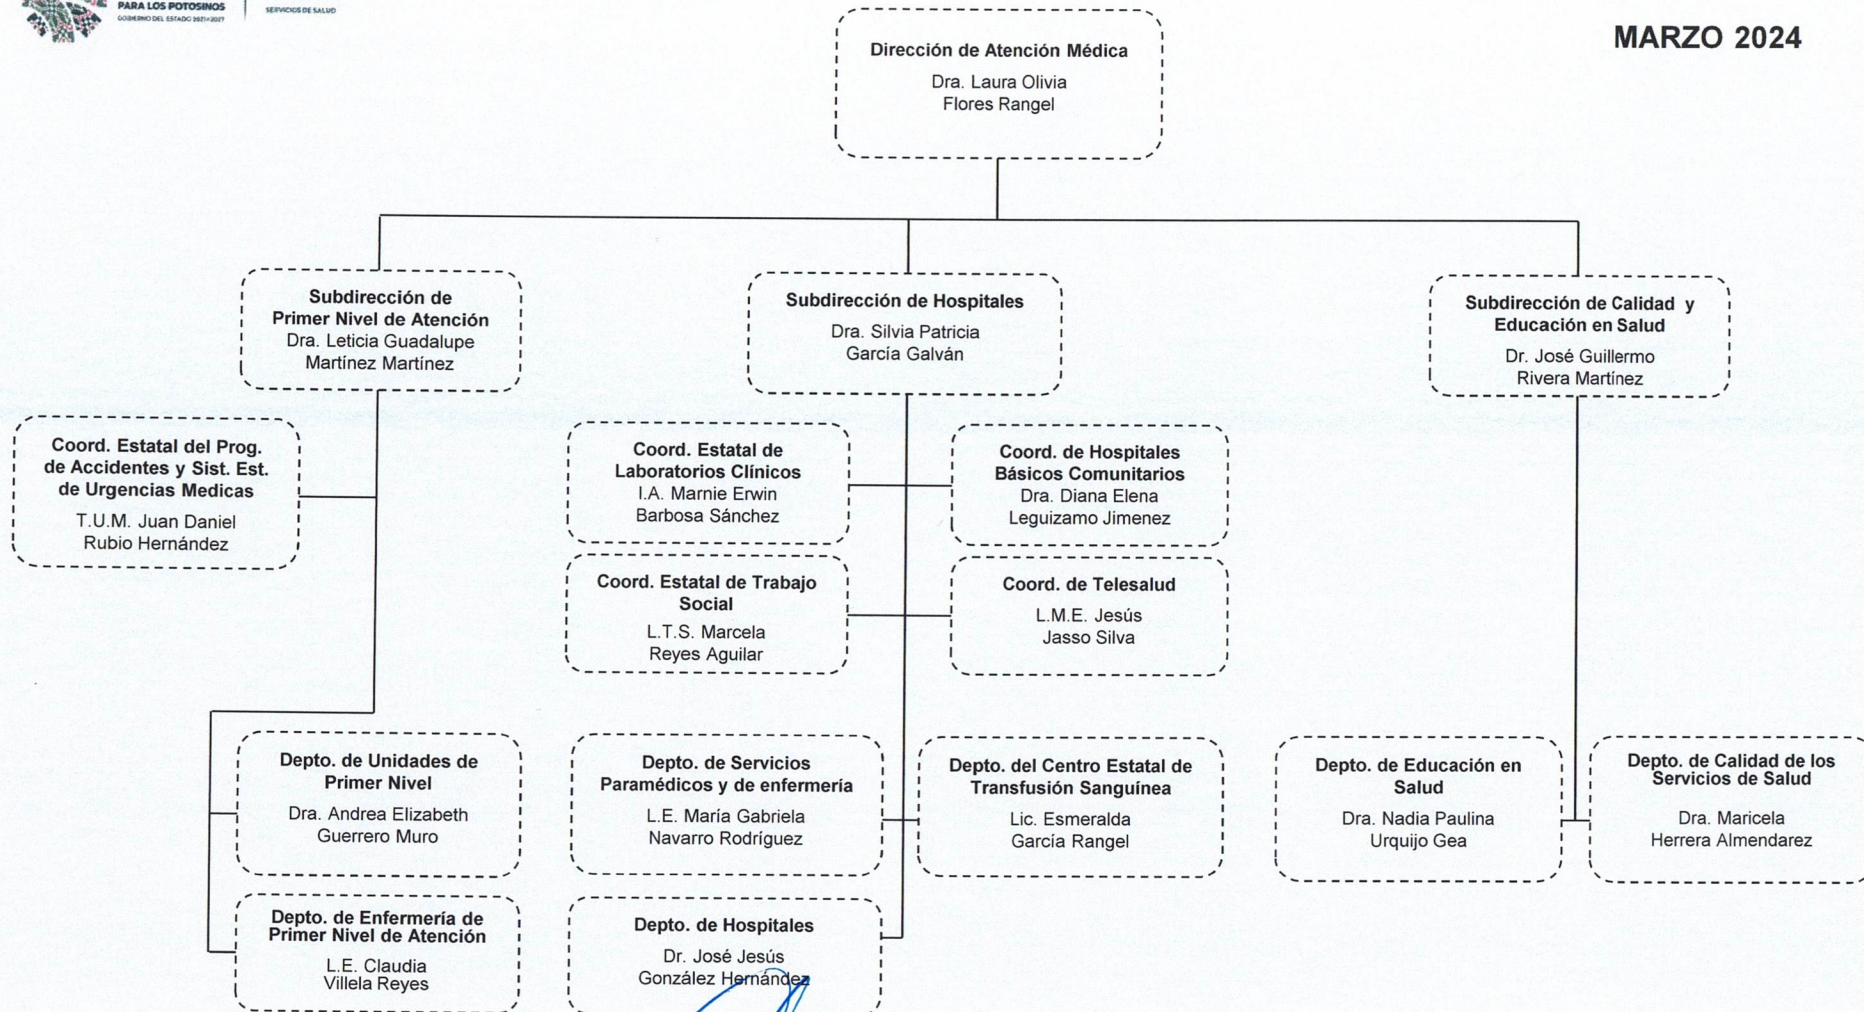 PARA LOS POTOSINOS
GOBIERNO DEL ESTADO 2021-2027
SERVICIOS DE SALUD
MARZO 2024
Dirección de Atención Médica
Dra. Laura Olivia
Flores Rangel
Subdirección de
Primer Nivel de Atención
Dra. Leticia Guadalupe
Martínez Martínez
Subdirección de Hospitales
Dra. Silvia Patricia
García Galván
Subdirección de Calidad y
Educación en Salud
Dr. José Guillermo
Rivera Martínez
Coord. Estatal del Prog.
de Accidentes y Sist. Est.
de Urgencias Medicas
T.U.M. Juan Daniel
Rubio Hernández
Coord. Estatal de
Laboratorios Clínicos
I.A. Marnie Erwin
Barbosa Sánchez
Coord. de Hospitales
Básicos Comunitarios
Dra. Diana Elena
Leguizamo Jimenez
Coord. Estatal de Trabajo
Social
L.T.S. Marcela
Reyes Aguilar
Coord. de Telesalud
L.M.E. Jesús
Jasso Silva
Depto. de Unidades de
Primer Nivel
Dra. Andrea Elizabeth
Guerrero Muro
Depto. de Servicios
Paramédicos y de enfermería
L.E. María Gabriela
Navarro Rodríguez
Depto. del Centro Estatal de
Transfusión Sanguínea
Lic. Esmeralda
García Rangel
Depto. de Educación en
Salud
Dra. Nadia Paulina
Urquijo Gea
Depto. de Calidad de los
Servicios de Salud
Dra. Maricela
Herrera Almendarez
Depto. de Enfermería de
Primer Nivel de Atención
L.E. Claudia
Villela Reyes
Depto. de Hospitales
Dr. José Jesús
González Hernández